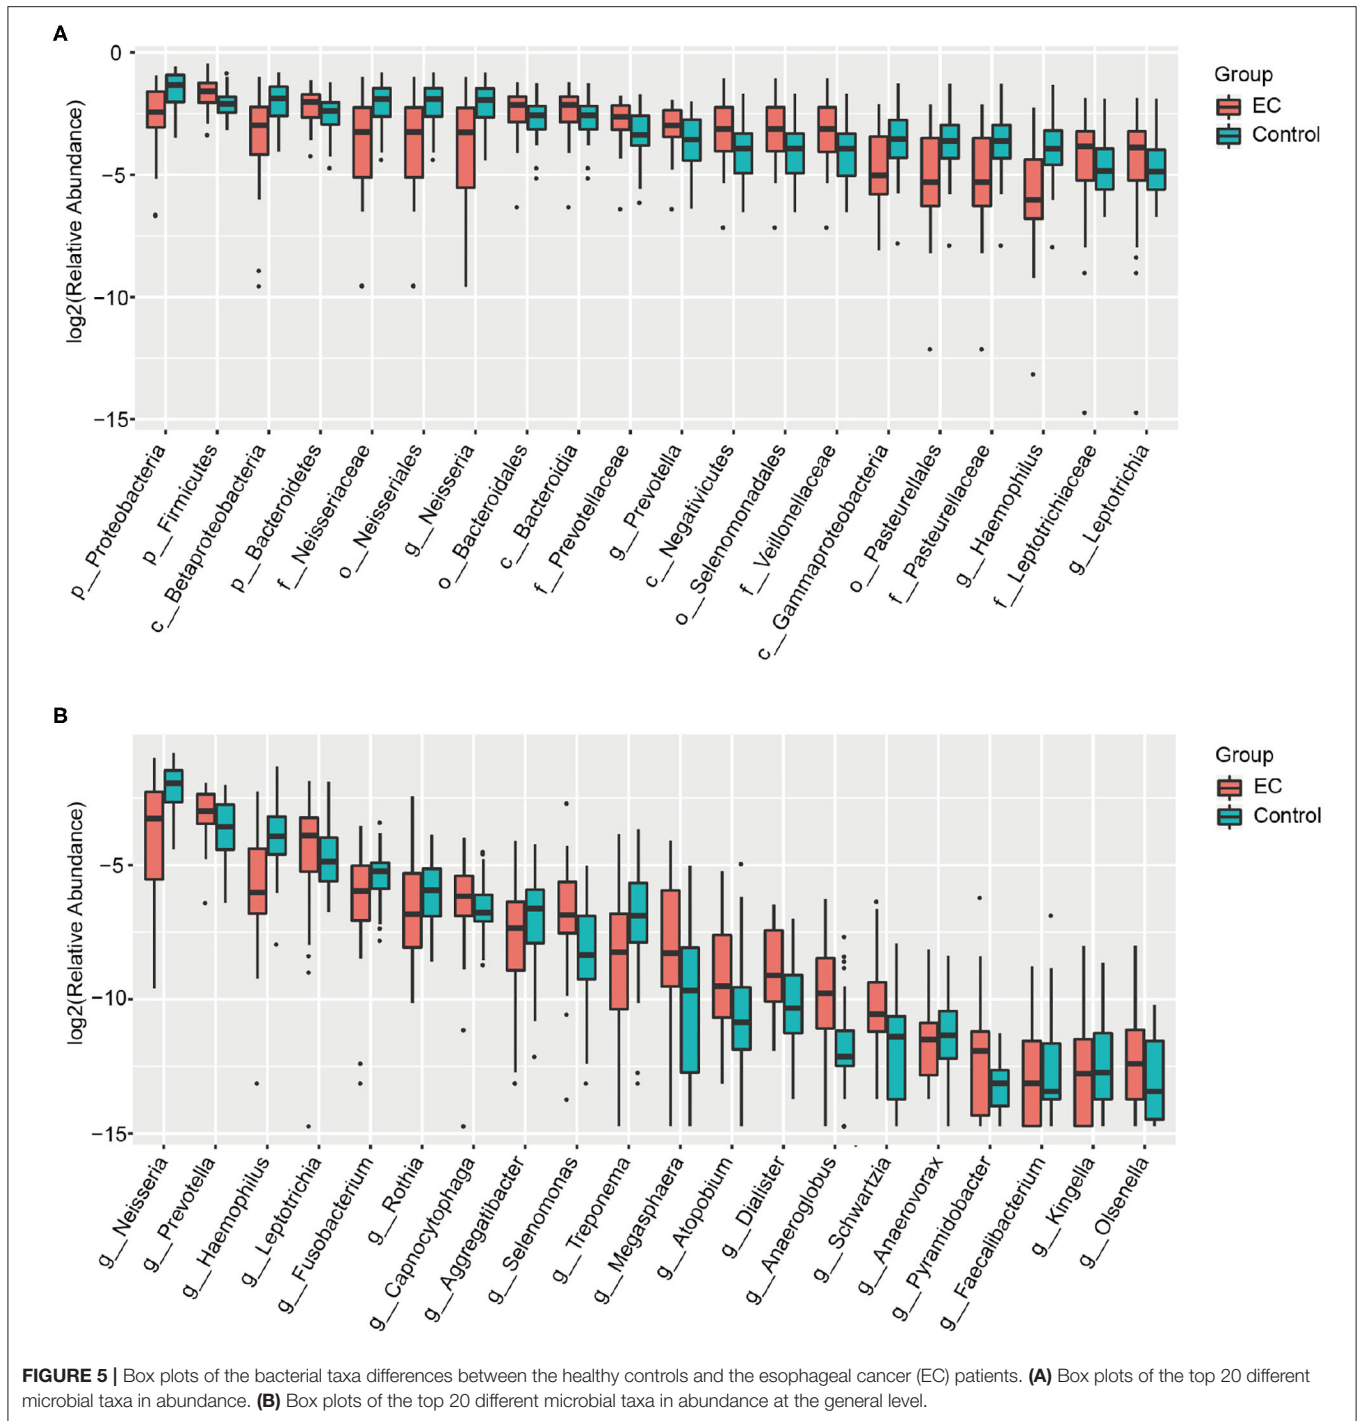 A
Group
EC
Control
log2(Relative Abundance)
0
−5
−10
−15
p__Proteobacteria
p__Firmicutes
c__Betaproteobacteria
p__Bacteroidetes
f__Neisseriaceae
o__Neisseriales
g__Neisseria
o__Bacteroidales
c__Bacteroidia
f__Prevotellaceae
g__Prevotella
c__Negativicutes
o__Selenomonadales
f__Veillonellaceae
c__Gammaproteobacteria
o__Pasteurellales
f__Pasteurellaceae
g__Haemophilus
f__Leptotrichiaceae
g__Leptotrichia
B
Group
EC
Control
log2(Relative Abundance)
−5
−10
−15
g__Neisseria
g__Prevotella
g__Haemophilus
g__Leptotrichia
g__Fusobacterium
g__Rothia
g__Capnocytophaga
g__Aggregatibacter
g__Selenomonas
g__Treponema
g__Megasphaera
g__Atopobium
g__Dialister
g__Anaeroglobus
g__Schwartzia
g__Anaerovorax
g__Pyramidobacter
g__Faecalibacterium
g__Kingella
g__Olsenella
FIGURE 5 | Box plots of the bacterial taxa differences between the healthy controls and the esophageal cancer (EC) patients. (A) Box plots of the top 20 different
microbial taxa in abundance. (B) Box plots of the top 20 different microbial taxa in abundance at the general level.